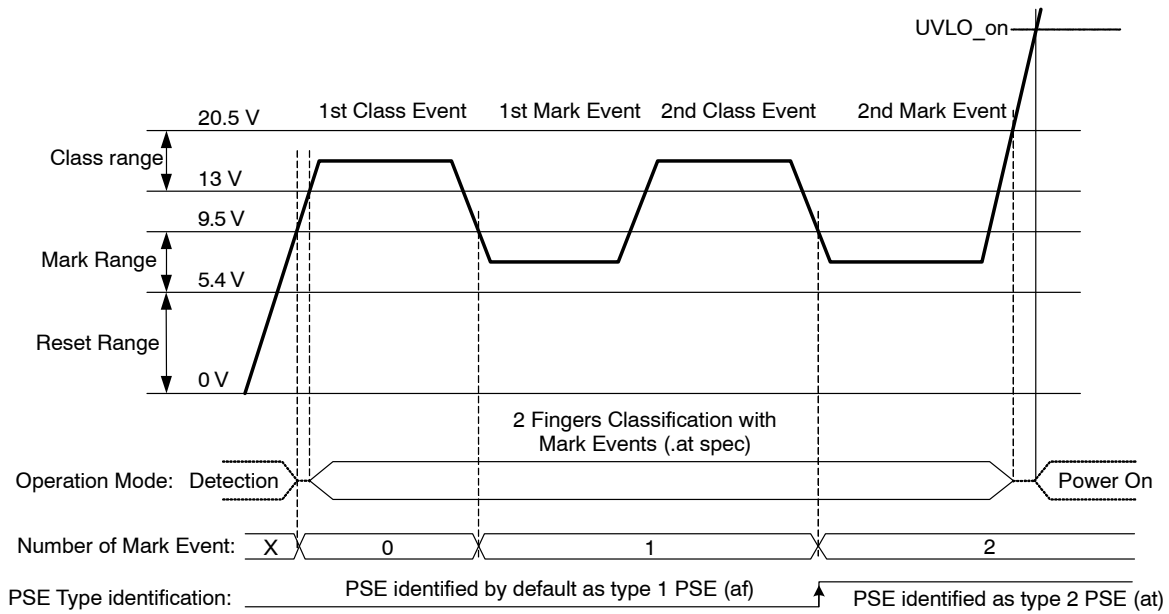 UVLO_on
1st Class Event 1st Mark Event 2nd Class Event 2nd Mark Event
20.5 V
Class range
13 V
9.5 V
Mark Range
5.4 V
Reset Range
0 V
2 Fingers Classification with
Mark Events (.at spec)
Operation Mode: Detection Power On
Number of Mark Event: X 0 1 2
PSE Type identification: PSE identified by default as type 1 PSE (af) PSE identified as type 2 PSE (at)